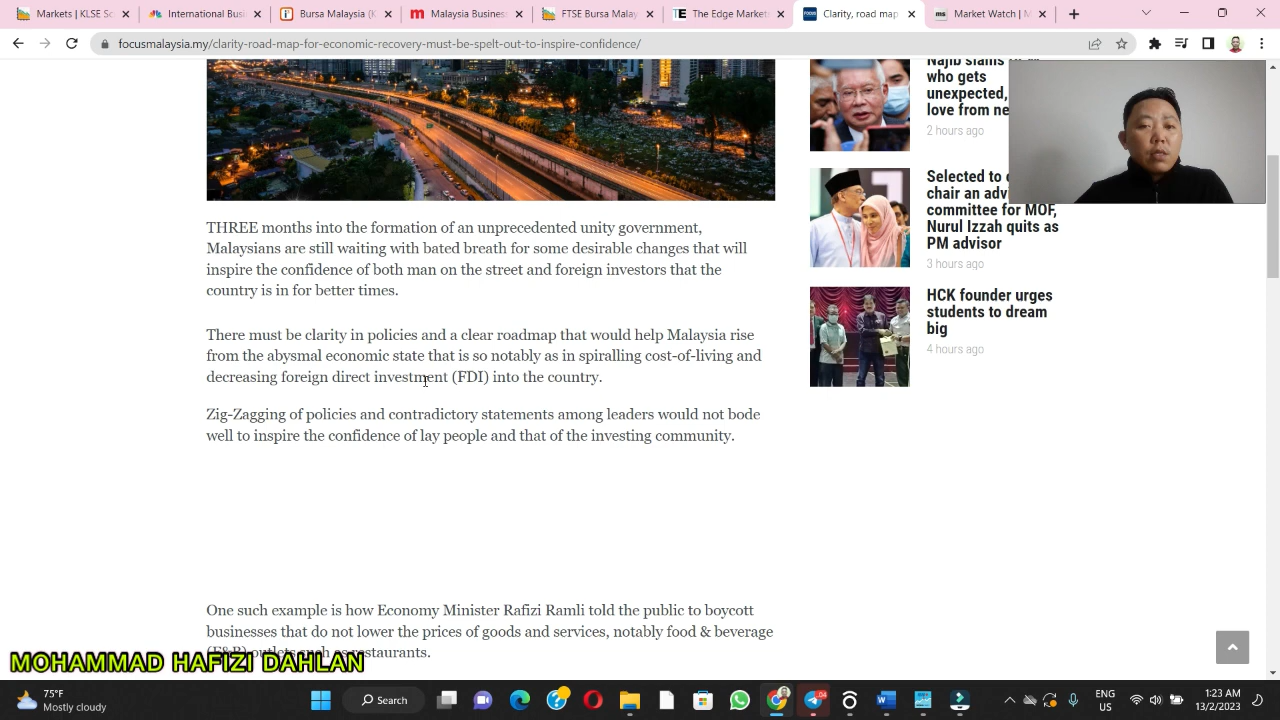 Markets | KLSE Se
International Busi
Bursa Malaysia (K
Malaysia Business
FTSE Bursa Malay
The Edge Markets
Clarity, road map
Market Watch | M
focusmalaysia.my/clarity-road-map-for-economic-recovery-must-be-spelt-out-to-inspire-confidence/
THREE months into the formation of an unprecedented unity government,
Malaysians are still waiting with bated breath for some desirable changes that will
inspire the confidence of both man on the street and foreign investors that the
country is in for better times.
There must be clarity in policies and a clear roadmap that would help Malaysia rise
from the abysmal economic state that is so notably as in spiralling cost-of-living and
decreasing foreign direct investment (FDI) into the country.
Zig-Zagging of policies and contradictory statements among leaders would not bode
well to inspire the confidence of lay people and that of the investing community.
One such example is how Economy Minister Rafizi Ramli told the public to boycott
businesses that do not lower the prices of goods and services, notably food & beverage
(F&B) outlets such as restaurants.
Najib slams
who gets
unexpected,
love from ne
2 hours ago
Selected to
chair an advi
committee for MOF,
Nurul Izzah quits as
PM advisor
3 hours ago
HCK founder urges
students to dream
big
4 hours ago
MOHAMMAD HAFIZI DAHLAN
75°F
Mostly cloudy
Search
04
ENG
US
1:23 AM
13/2/2023